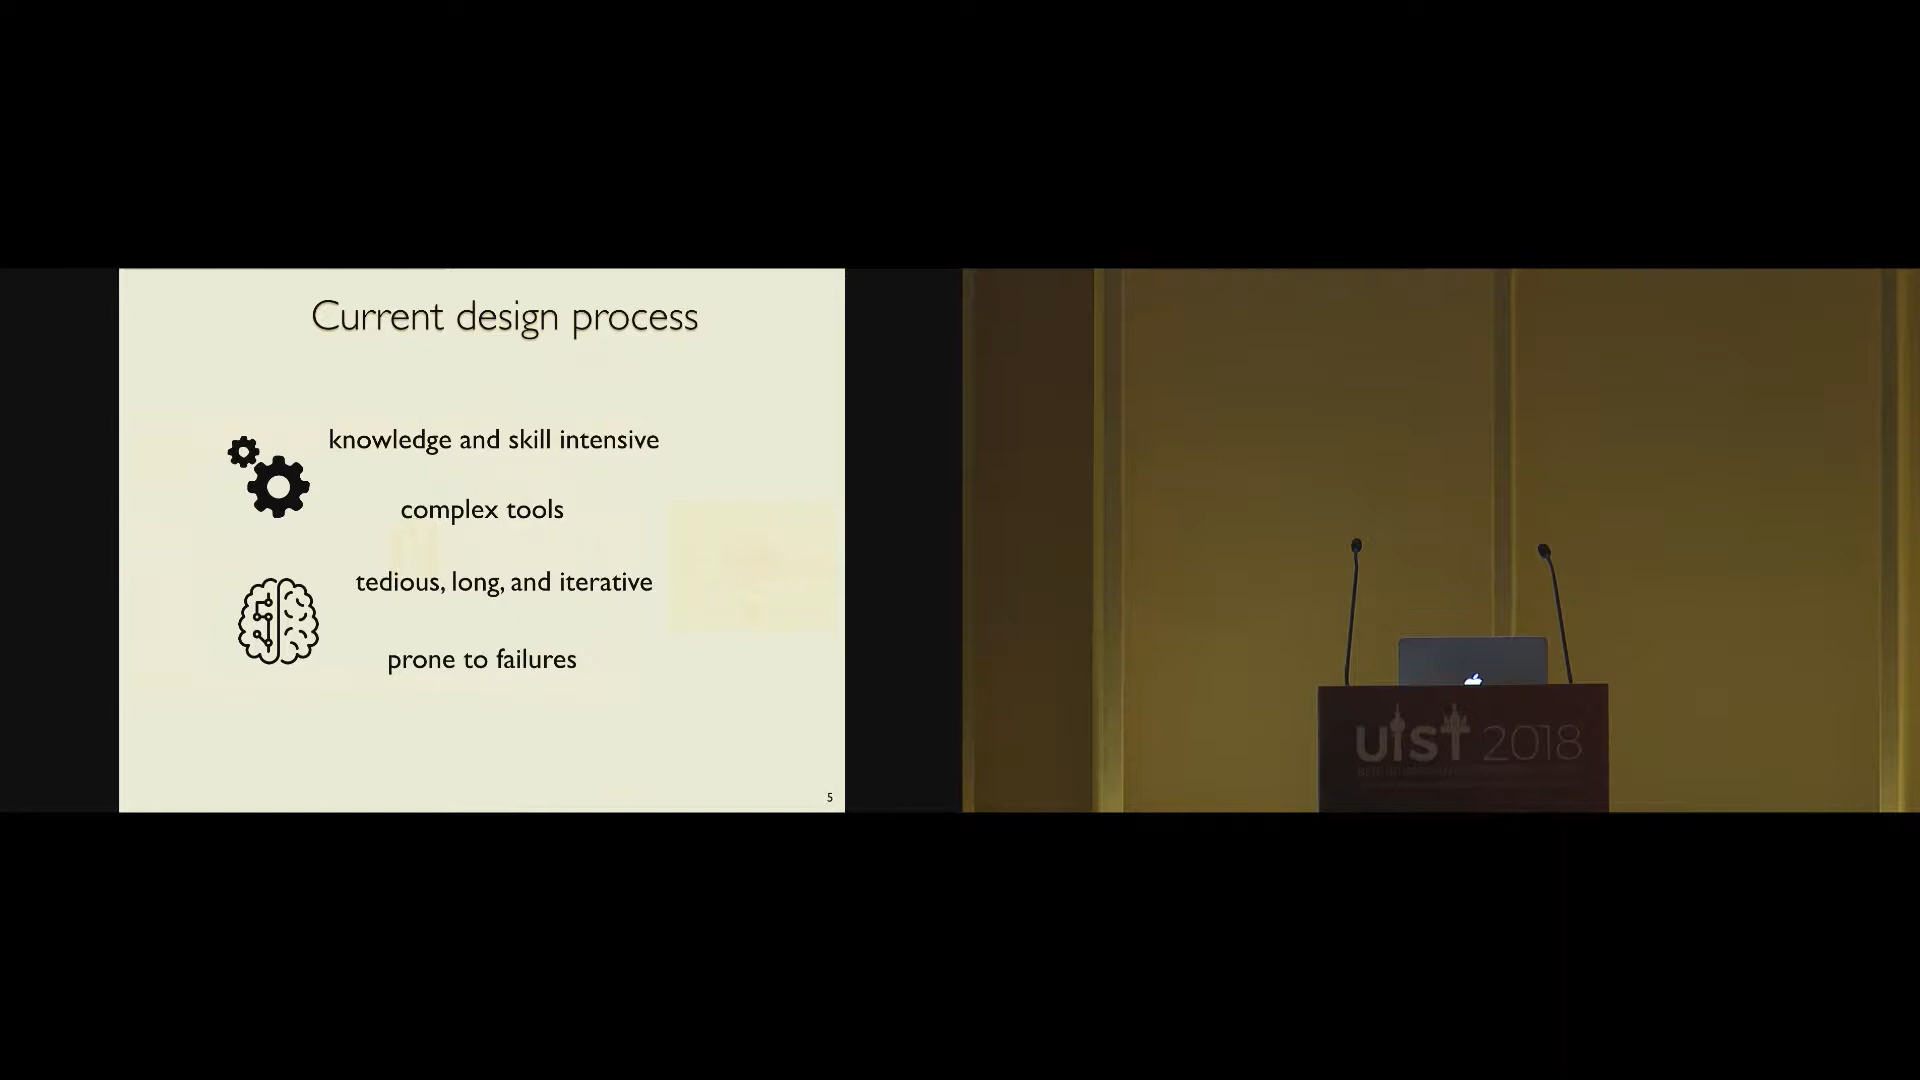 Current design process
knowledge and skill intensive
complex tools
tedious, long, and iterative
prone to failures
5
UIST 2018